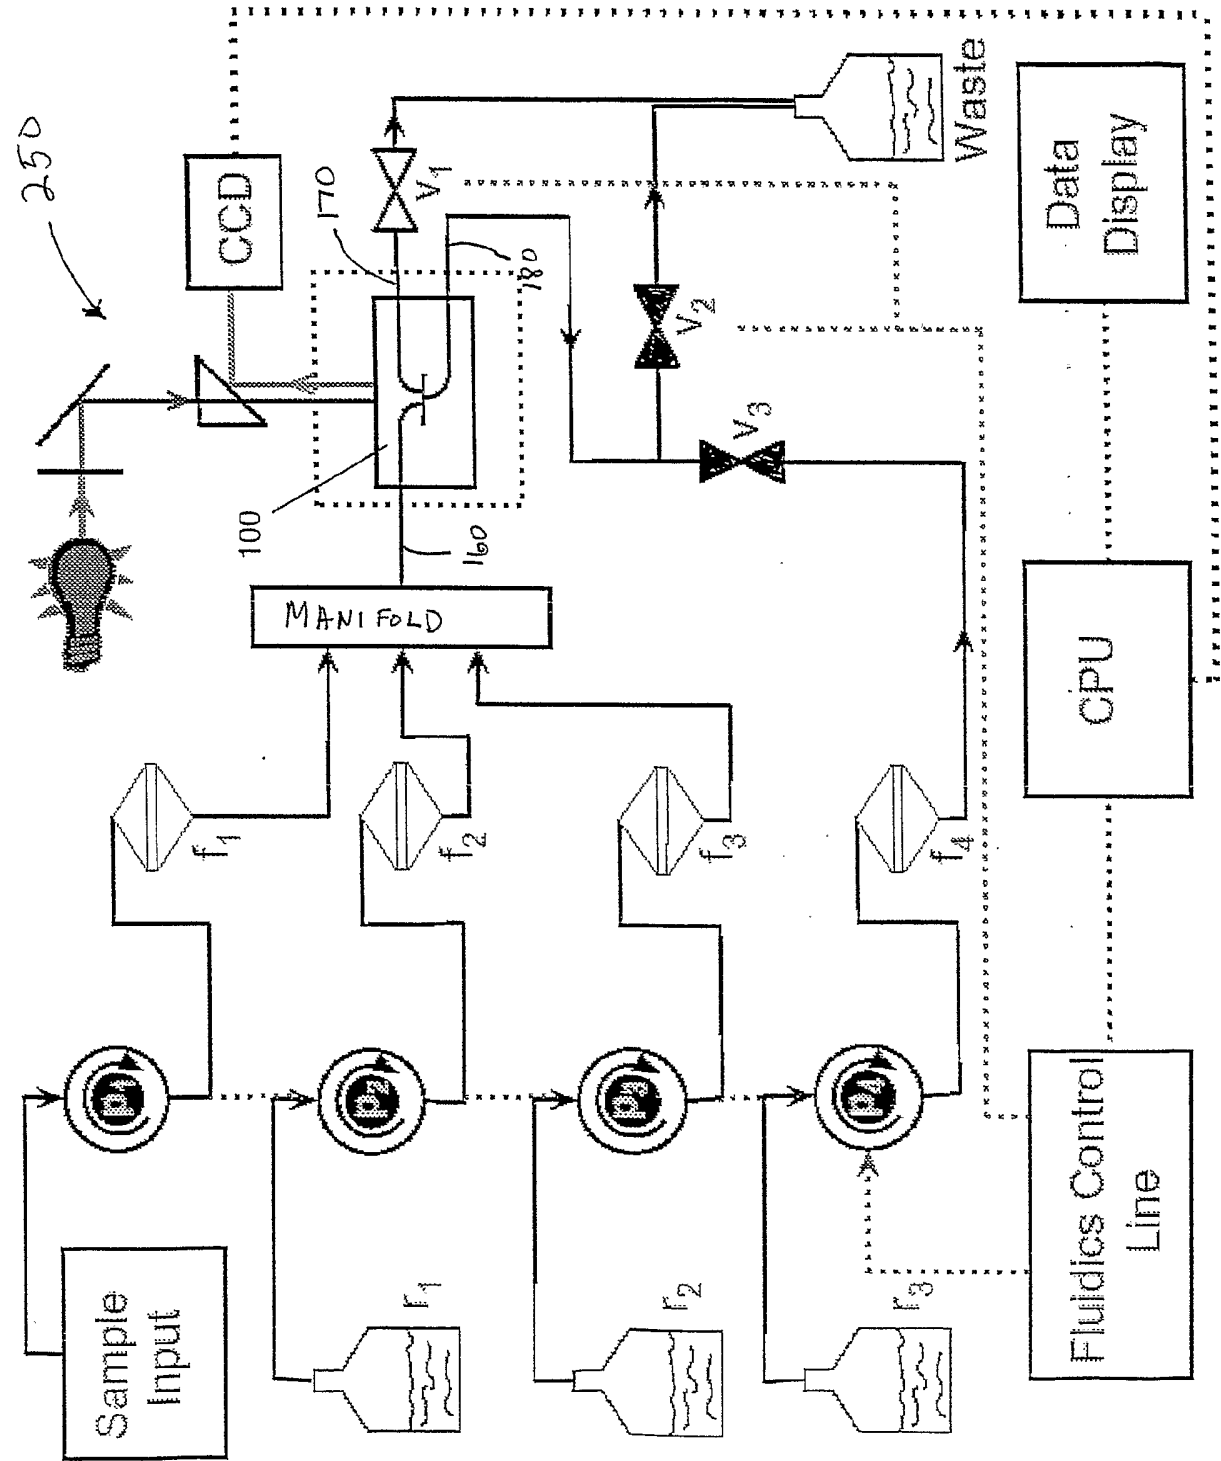 250
CCD
170
V1
180
Waste
Data
Display
V2
V3
100
160
MANIFOLD
CPU
f1
f2
f3
f4
P1
P2
P3
P4
Sample
Input
r1
r2
r3
Fluidics Control
Line